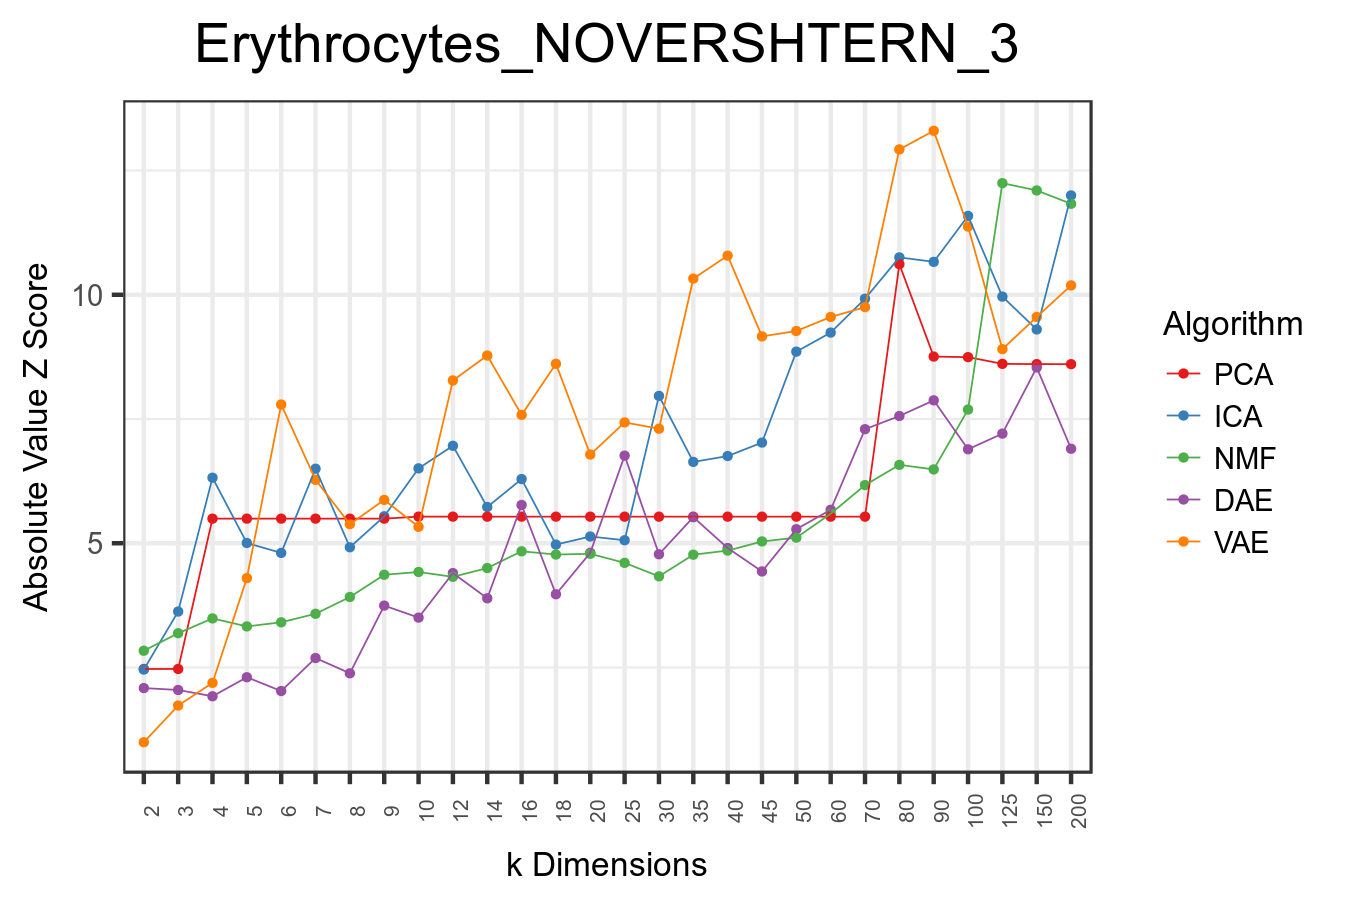 Erythrocytes_NOVERSHTERN_3
Absolute Value Z Score
10
5
2 3 4 5 6 7 8 9 10 12 14 16 18 20 25 30 35 40 45 50 60 70 80 90 100 125 150 200
k Dimensions
Algorithm
PCA
ICA
NMF
DAE
VAE